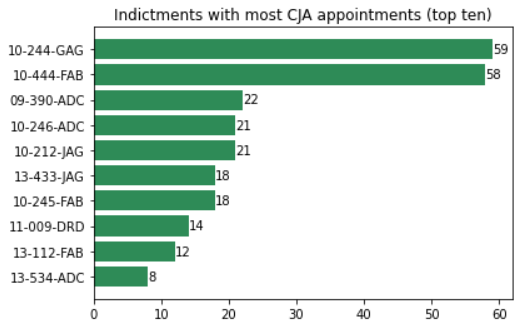 Indictments with most CJA appointments (top ten)
10-244-GAG 59
10-444-FAB 58
09-390-ADC 22
10-246-ADC 21
10-212-JAG 21
13-433-JAG 18
10-245-FAB 18
11-009-DRD 14
13-112-FAB 12
13-534-ADC 8
0 10 20 30 40 50 60